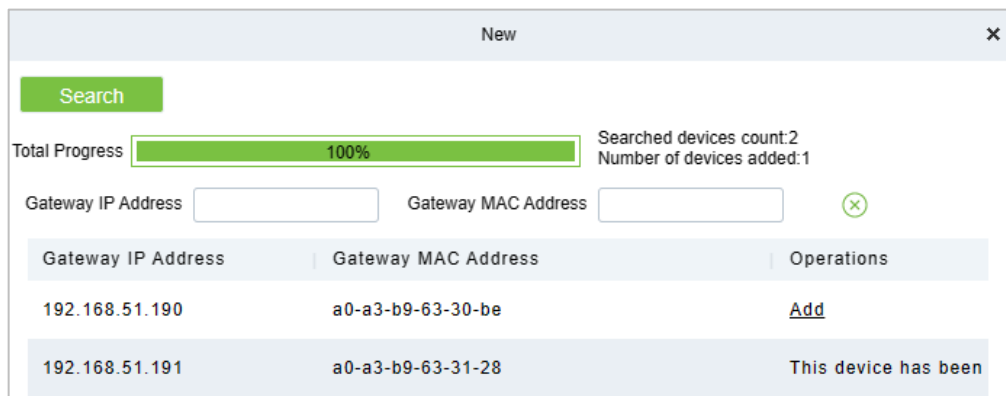 New
Search
Total Progress 100% Searched devices count:2
Number of devices added:1
Gateway IP Address Gateway MAC Address
Gateway IP Address Gateway MAC Address Operations
192.168.51.190 a0-a3-b9-63-30-be Add
192.168.51.191 a0-a3-b9-63-31-28 This device has been